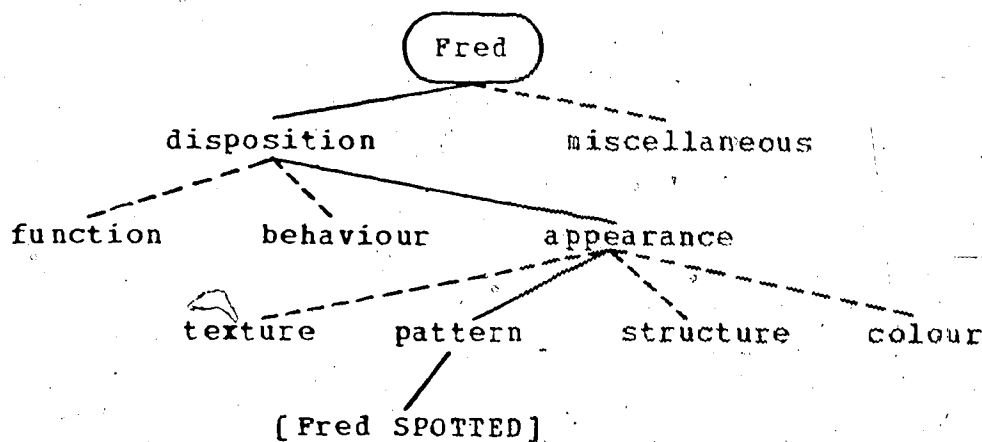 Fred
disposition miscellaneous
function behaviour appearance
texture pattern structure colour
[Fred SPOTTED]